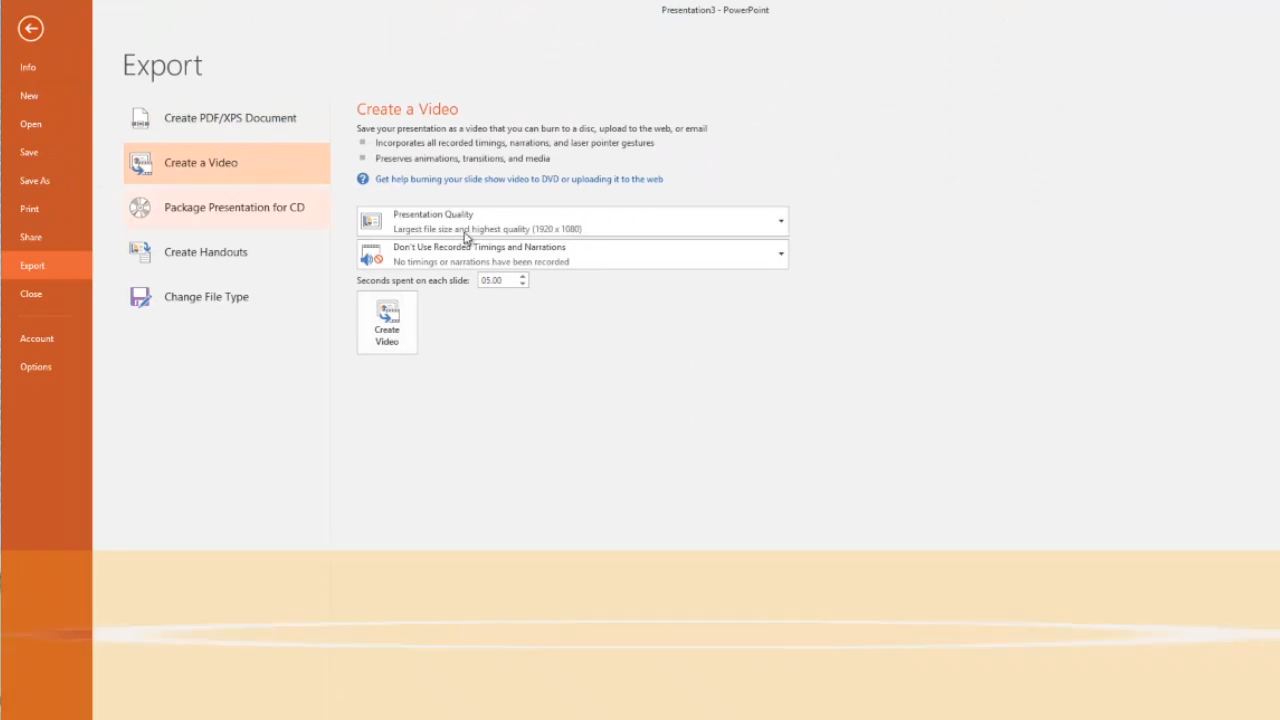 Presentation3 - PowerPoint
Info
New
Open
Save
Save As
Print
Share
Export
Close
Account
Options
Export
Create PDF/XPS Document
Create a Video
Package Presentation for CD
Create Handouts
Change File Type
Create a Video
Save your presentation as a video that you can burn to a disc, upload to the web, or email
Incorporates all recorded timings, narrations, and laser pointer gestures
Preserves animations, transitions, and media
Get help burning your slide show video to DVD or uploading it to the web
Presentation Quality
Largest file size and highest quality (1920 x 1080)
Don't Use Recorded Timings and Narrations
No timings or narrations have been recorded
Seconds spent on each slide: 05.00
Create
Video